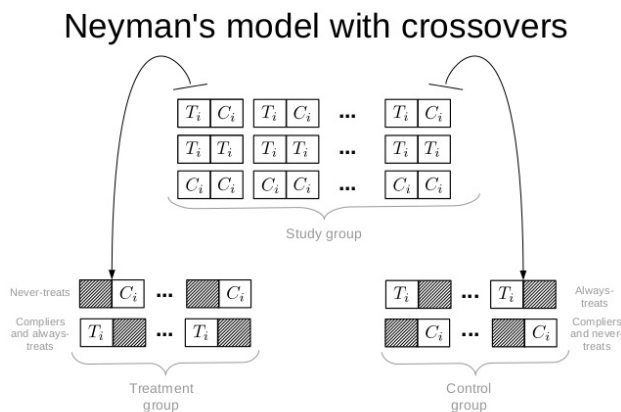 Neyman's model with crossovers
T_i C_i T_i C_i ... T_i C_i
T_i T_i T_i T_i ... T_i T_i
C_i C_i C_i C_i ... C_i C_i
Study group
Never-treats C_i ... C_i
Compliers
and always-
treats
T_i ... T_i
Treatment
group
T_i ... T_i
Always-
treats
C_i ... C_i
Compliers
and never-
treats
Control
group